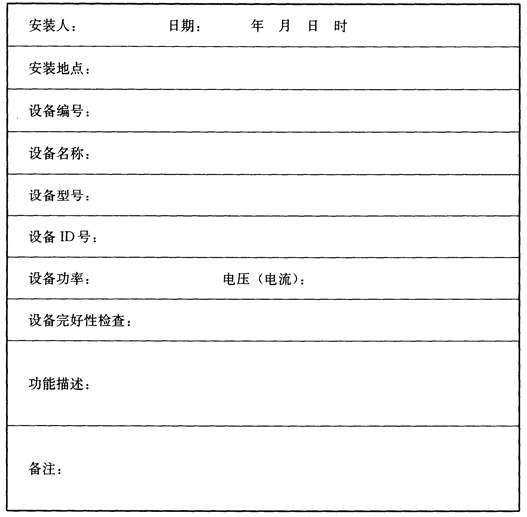 安装人： 日期： 年 月 日 时
安装地点：
设备编号：
设备名称：
设备型号：
设备 ID 号：
设备功率： 电压（电流）：
设备完好性检查：
功能描述：
备注：